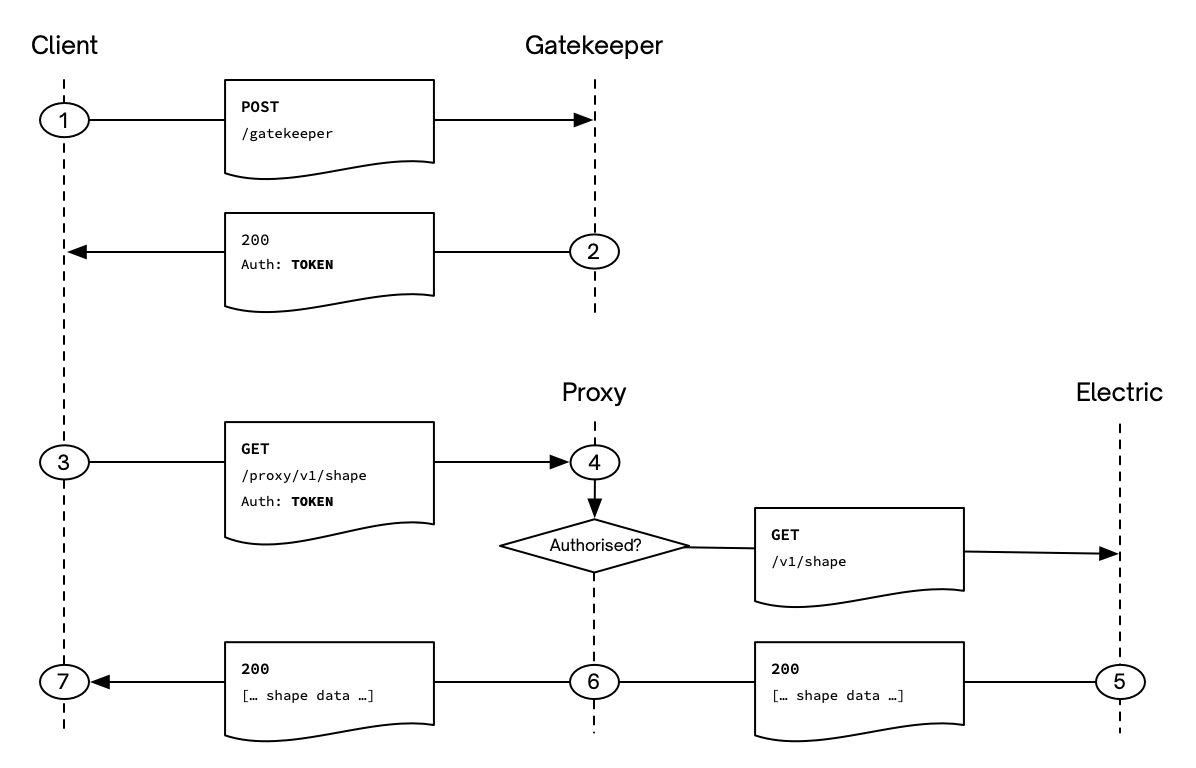 Client
Gatekeeper
1
POST
/gatekeeper
200
Auth: TOKEN
2
Proxy
Electric
3
GET
/proxy/v1/shape
Auth: TOKEN
4
Authorised?
GET
/v1/shape
7
200
[… shape data …]
6
200
[… shape data …]
5